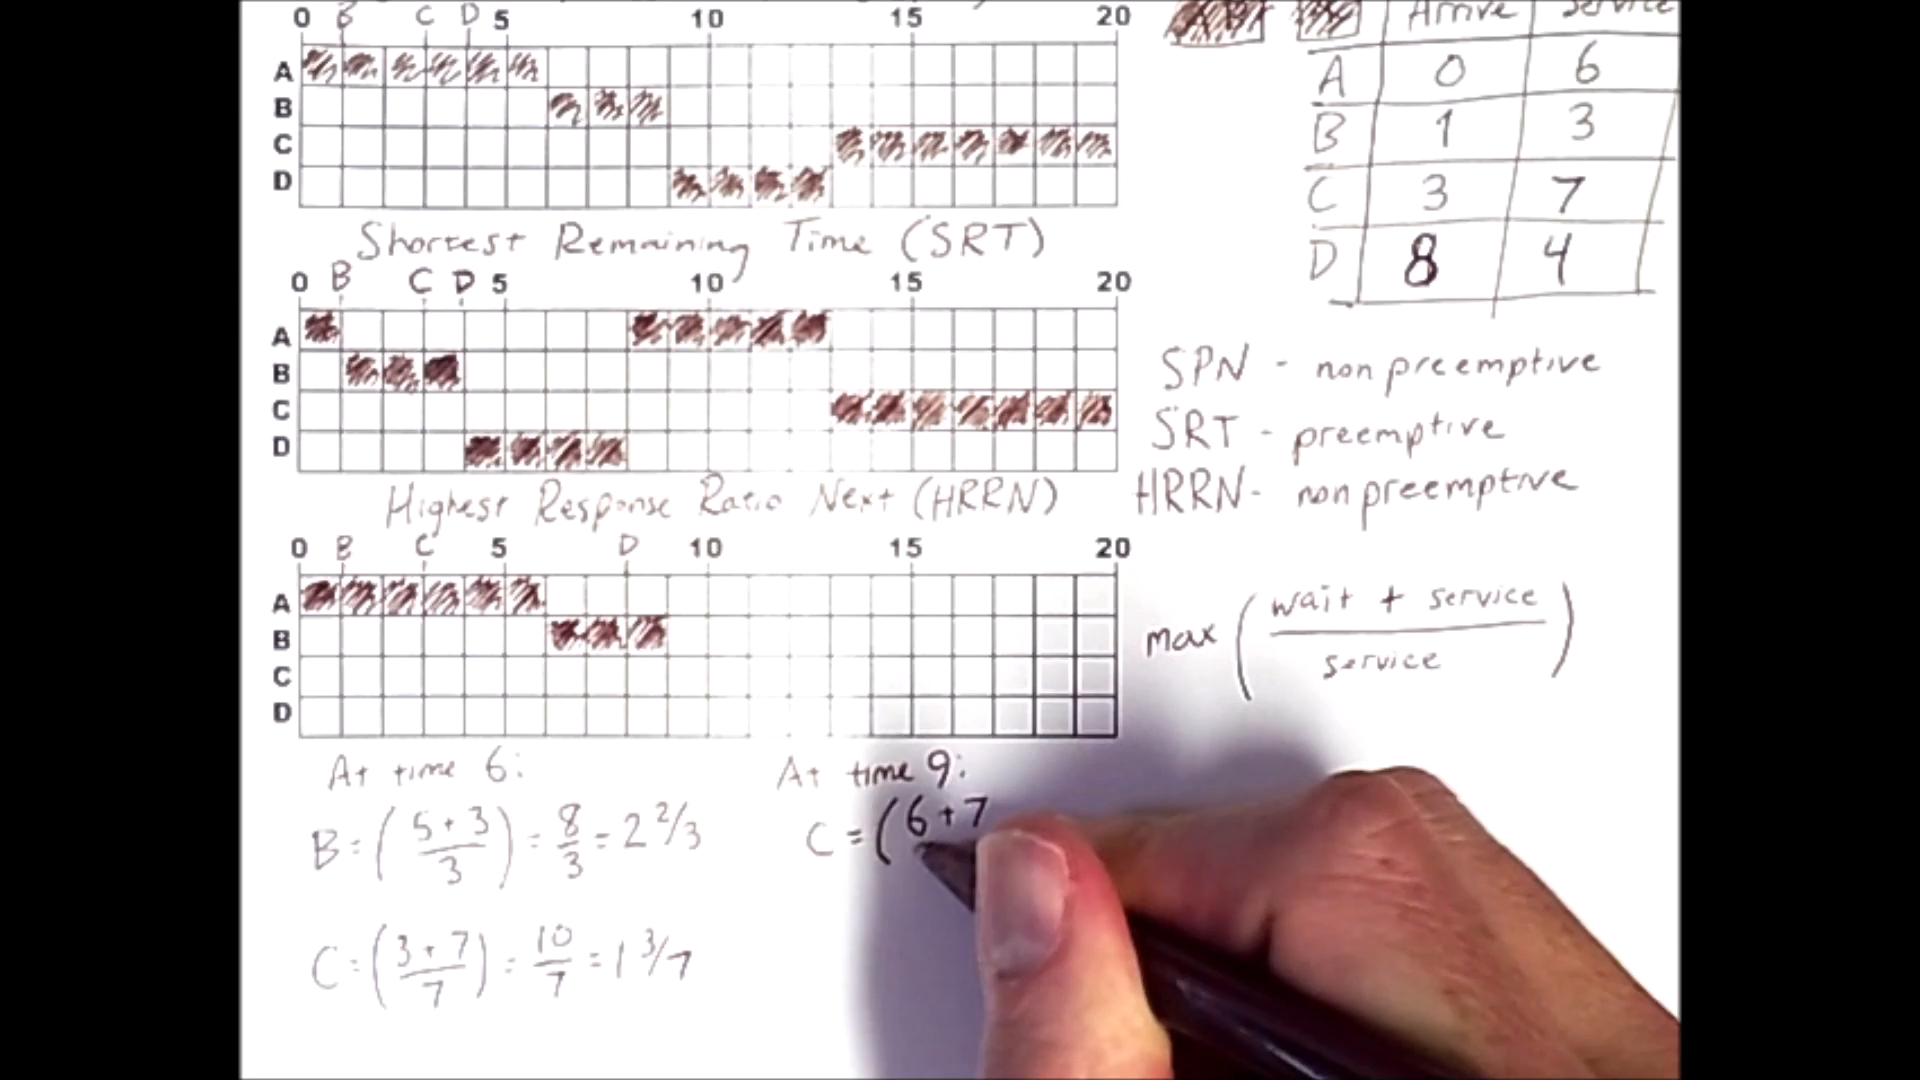 0 B C D 5 10 15 20
A
B
C
D
Shortest Remaining Time (SRT)
0 B C D 5 10 15 20
A
B
C
D
Highest Response Ratio Next (HRRN)
0 B C 5 D 10 15 20
A
B
C
D
At time 6:
B = (5+3 / 3) = 8/3 = 2 2/3
C = (3+7 / 7) = 10/7 = 1 3/7
At time 9:
C = (6+7
Arrive Service
A 0 6
B 1 3
C 3 7
D 8 4
SPN - nonpreemptive
SRT - preemptive
HRRN - nonpreemptive
max (wait + service / service)